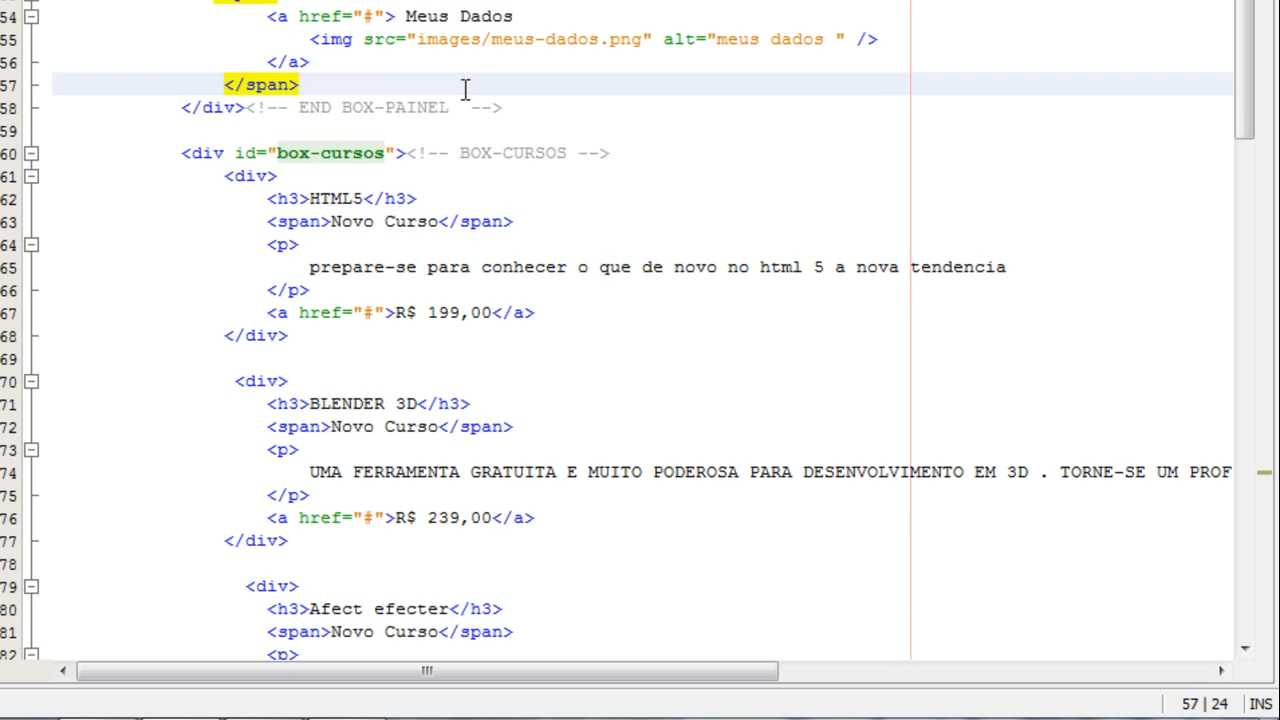 54 <a href="#"> Meus Dados
55 <img src="images/meus-dados.png" alt="meus dados " />
56 </a>
57 </span>
58 </div><!-- END BOX-PAINEL  -->
59
60 <div id="box-cursos"><!-- BOX-CURSOS -->
61 <div>
62 <h3>HTML5</h3>
63 <span>Novo Curso</span>
64 <p>
65 prepare-se para conhecer o que de novo no html 5 a nova tendencia
66 </p>
67 <a href="#">R$ 199,00</a>
68 </div>
69
70 <div>
71 <h3>BLENDER 3D</h3>
72 <span>Novo Curso</span>
73 <p>
74 UMA FERRAMENTA GRATUITA E MUITO PODEROSA PARA DESENVOLVIMENTO EM 3D . TORNE-SE UM PROF
75 </p>
76 <a href="#">R$ 239,00</a>
77 </div>
78
79 <div>
80 <h3>Afect efecter</h3>
81 <span>Novo Curso</span>
82 <p>
57 | 24 INS